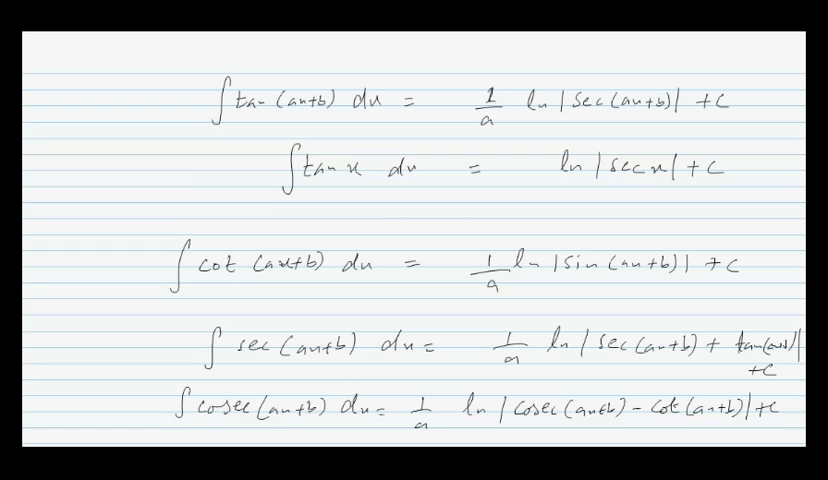 ∫tan (ax+b) dx = 1/a ln |sec(ax+b)| +c
∫tan x dx = ln |sec x| + c
∫ cot (ax+b) dx = 1/a ln |sin (ax+b)| + c
∫ sec (ax+b) dx = 1/a ln |sec (ax+b) + tan(ax+b)| +c
∫ cosec (ax+b) dx = 1/a ln |cosec (ax+b) - cot (ax+b)| +c